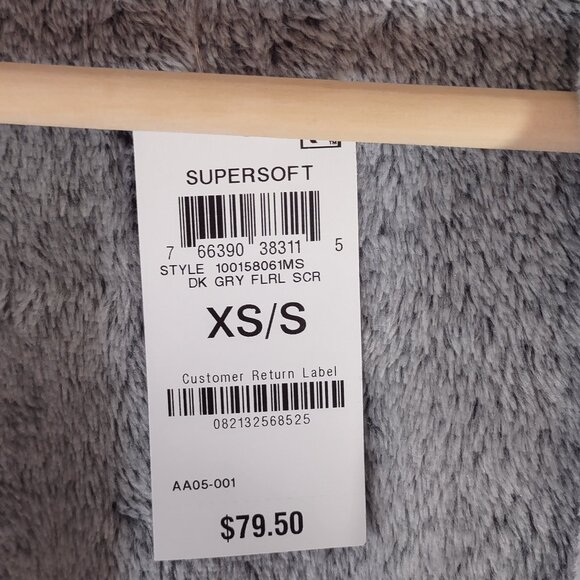 SUPERSOFT
7 66390 38311 5
STYLE 100158061MS
DK GRY FLRL SCR
XS/S
Customer Return Label
082132568525
AA05-001
$79.50